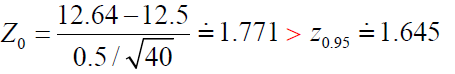 Z₀ = (12.64 − 12.5) / (0.5 / √40) ≐ 1.771 > z₀.₉₅ ≐ 1.645